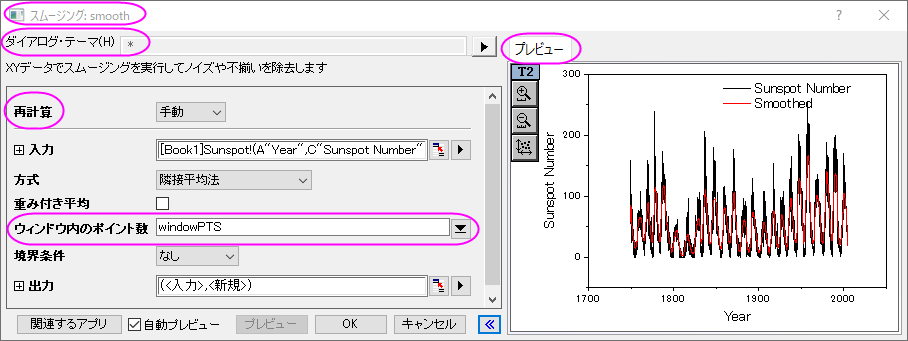 スムージング: smooth
? ×
ダイアログ・テーマ(H) *
XYデータでスムージングを実行してノイズや不揃いを除去します
再計算 手動
入力 [Book1]Sunspot!(A"Year",C"Sunspot Number"
方式 隣接平均法
重み付き平均
ウィンドウ内のポイント数 windowPTS
境界条件 なし
出力 (<入力>,<新規>)
関連するアプリ 自動プレビュー プレビュー OK キャンセル
プレビュー
T2
Sunspot Number
Smoothed
300
200
100
0
Sunspot Number
1700 1800 1900 2000
Year